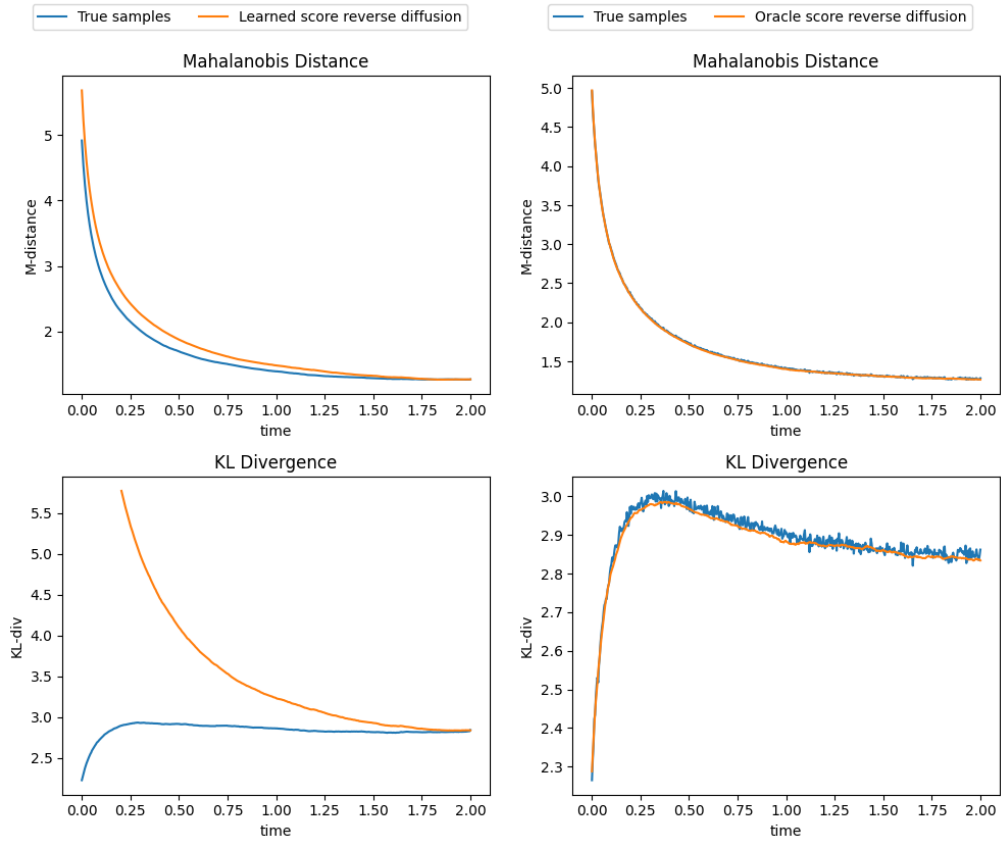 True samples
Learned score reverse diffusion
True samples
Oracle score reverse diffusion
Mahalanobis Distance
M-distance
5
4
3
2
0.00 0.25 0.50 0.75 1.00 1.25 1.50 1.75 2.00
time
Mahalanobis Distance
M-distance
5.0
4.5
4.0
3.5
3.0
2.5
2.0
1.5
0.00 0.25 0.50 0.75 1.00 1.25 1.50 1.75 2.00
time
KL Divergence
KL-div
5.5
5.0
4.5
4.0
3.5
3.0
2.5
0.00 0.25 0.50 0.75 1.00 1.25 1.50 1.75 2.00
time
KL Divergence
KL-div
3.0
2.9
2.8
2.7
2.6
2.5
2.4
2.3
0.00 0.25 0.50 0.75 1.00 1.25 1.50 1.75 2.00
time